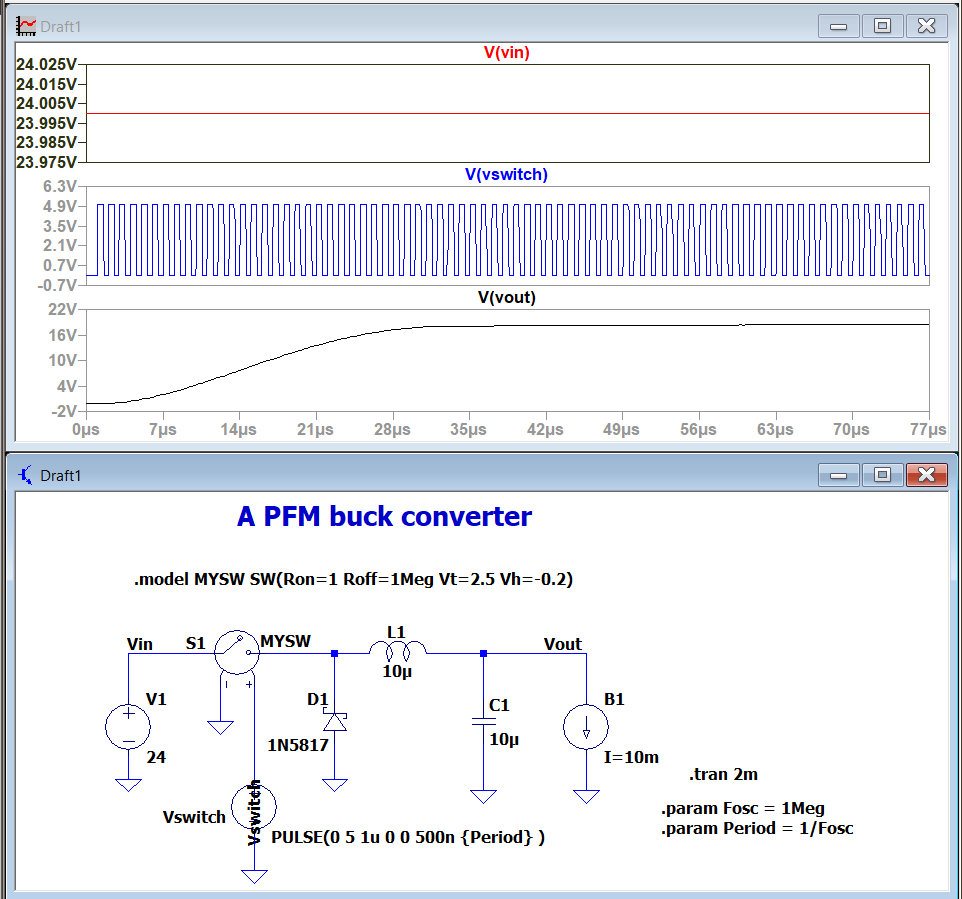 Draft1
V(vin)
24.025V
24.015V
24.005V
23.995V
23.985V
23.975V
V(vswitch)
6.3V
4.9V
3.5V
2.1V
0.7V
-0.7V
V(vout)
22V
16V
10V
4V
-2V
0µs 7µs 14µs 21µs 28µs 35µs 42µs 49µs 56µs 63µs 70µs 77µs
Draft1
A PFM buck converter
.model MYSW SW(Ron=1 Roff=1Meg Vt=2.5 Vh=-0.2)
Vin S1 MYSW L1 Vout
10µ
V1 D1 C1 B1
1N5817 10µ
24 I=10m
.tran 2m
Vswitch
Vswitch
PULSE(0 5 1u 0 0 500n {Period} )
.param Fosc = 1Meg
.param Period = 1/Fosc